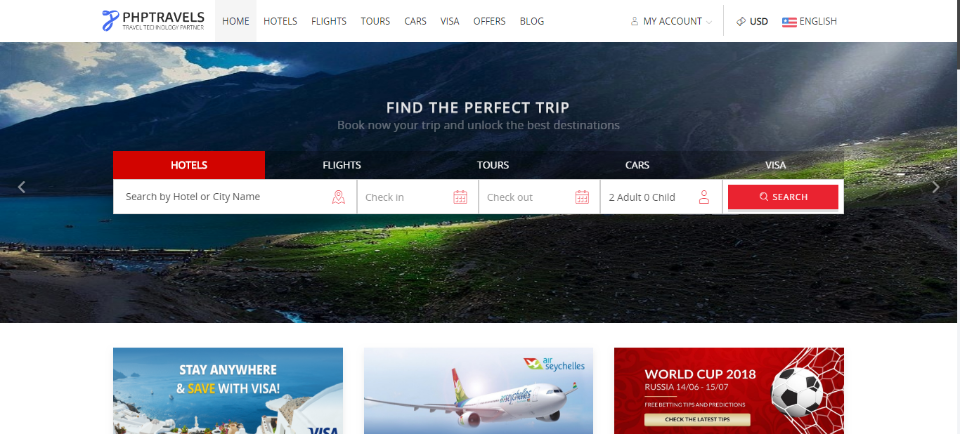 PHPTRAVELS
TRAVEL TECHNOLOGY PARTNER
HOME HOTELS FLIGHTS TOURS CARS VISA OFFERS BLOG MY ACCOUNT USD ENGLISH
FIND THE PERFECT TRIP
Book now your trip and unlock the best destinations
HOTELS FLIGHTS TOURS CARS VISA
Search by Hotel or City Name Check in Check out 2 Adult 0 Child SEARCH
STAY ANYWHERE
& SAVE WITH VISA!
VISA
air
seychelles
airseychelles
WORLD CUP 2018
RUSSIA 14/06 - 15/07
FREE BETTING TIPS AND PREDICTIONS
CHECK THE LATEST TIPS